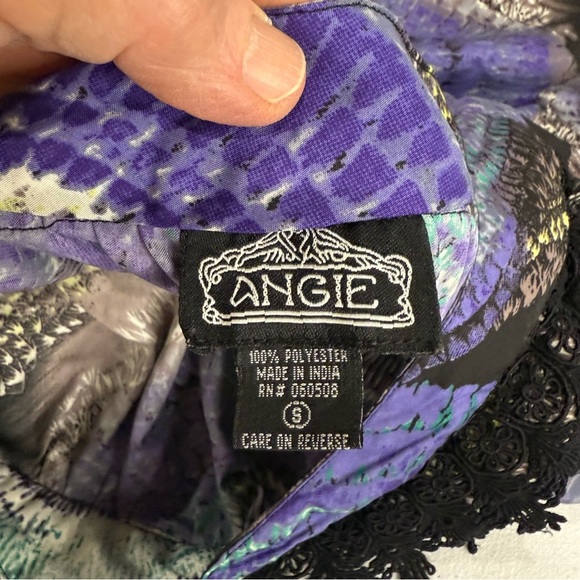 ANGIE
100% POLYESTER
MADE IN INDIA
RN# 060508
S
CARE ON REVERSE